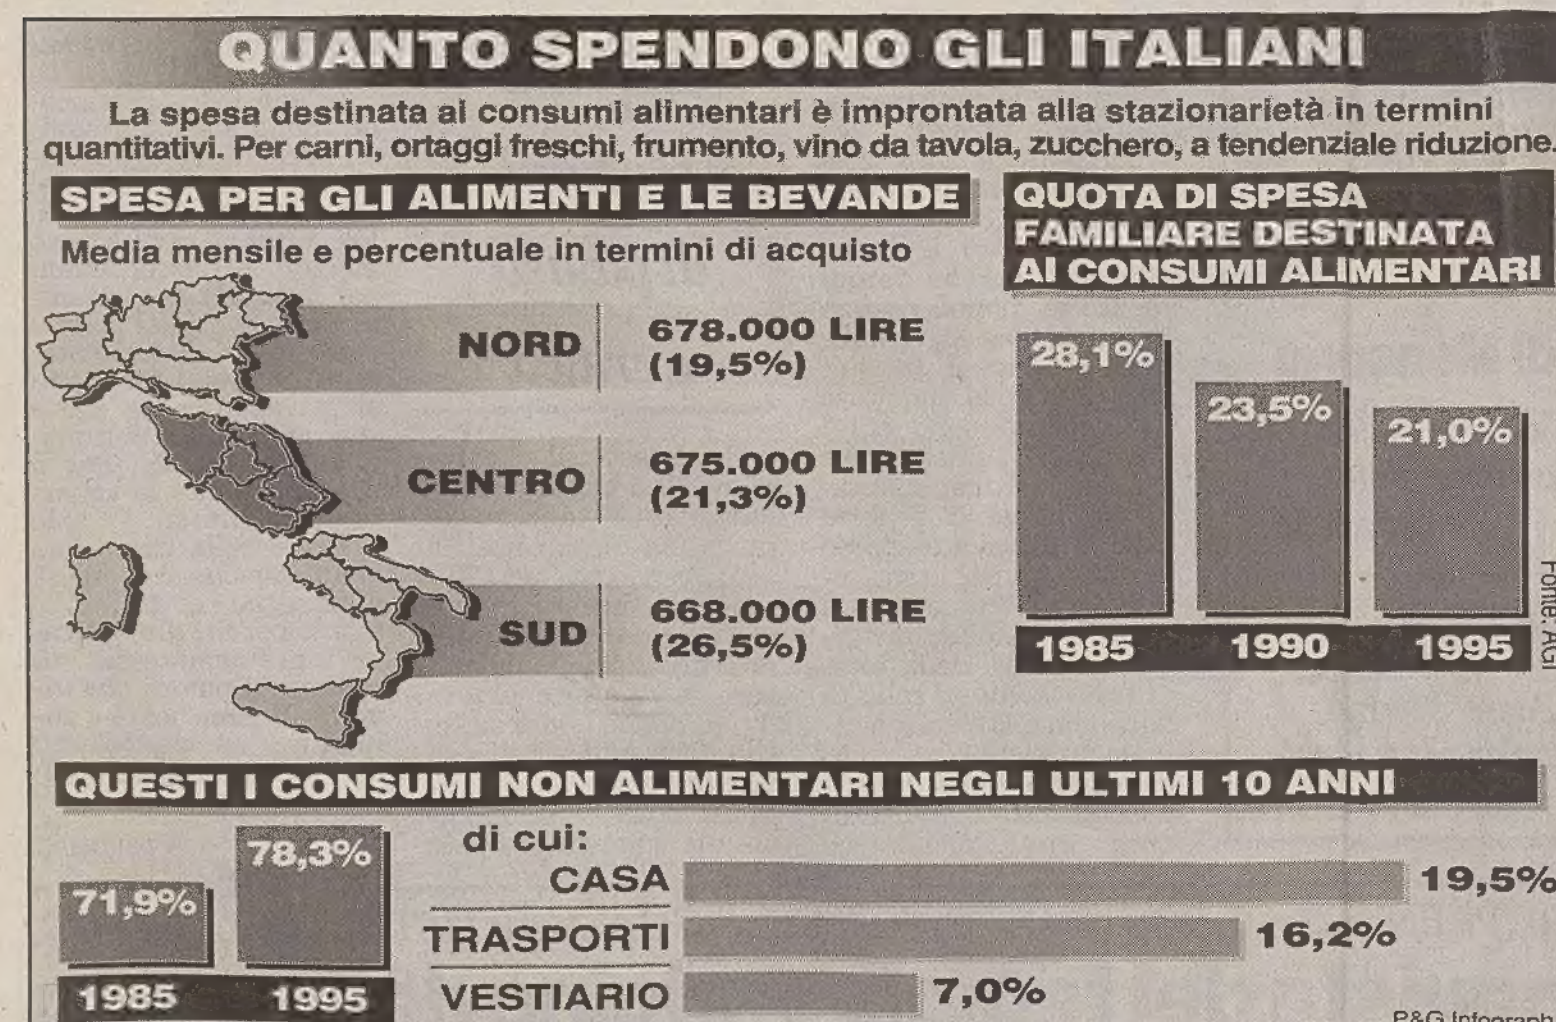 QUANTO SPENDONO GLI ITALIANI
La spesa destinata ai consumi alimentari è improntata alla stazionarietà in termini
quantitativi. Per carni, ortaggi freschi, frumento, vino da tavola, zucchero, a tendenziale riduzione.
SPESA PER GLI ALIMENTI E LE BEVANDE
Media mensile e percentuale in termini di acquisto
NORD
678.000 LIRE
(19,5%)
CENTRO
675.000 LIRE
(21,3%)
SUD
668.000 LIRE
(26,5%)
QUOTA DI SPESA
FAMILIARE DESTINATA
AI CONSUMI ALIMENTARI
28,1%
23,5%
21,0%
1985
1990
1995
Fonte: AGI
QUESTI I CONSUMI NON ALIMENTARI NEGLI ULTIMI 10 ANNI
71,9%
78,3%
1985
1995
di cui:
CASA
19,5%
TRASPORTI
16,2%
VESTIARIO
7,0%
P&G Infograph